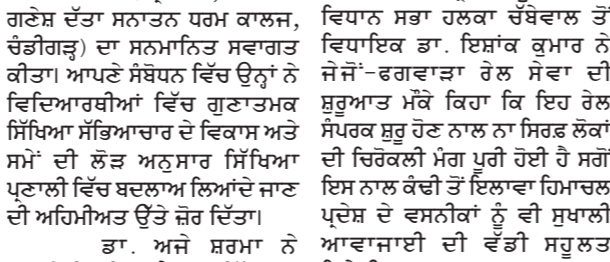 ਗਣੇਸ਼ ਦੱਤਾ ਸਨਾਤਨ ਧਰਮ ਕਾਲਜ,
ਚੰਡੀਗੜ੍ਹ) ਦਾ ਸਨਮਾਨਿਤ ਸਵਾਗਤ
ਕੀਤਾ। ਆਪਣੇ ਸੰਬੋਧਨ ਵਿੱਚ ਉਨ੍ਹਾਂ ਨੇ
ਵਿਦਿਆਰਥੀਆਂ ਵਿੱਚ ਗੁਣਾਤਮਕ
ਸਿੱਖਿਆ ਸੱਭਿਆਚਾਰ ਦੇ ਵਿਕਾਸ ਅਤੇ
ਸਮੇਂ ਦੀ ਲੋੜ ਅਨੁਸਾਰ ਸਿੱਖਿਆ
ਪ੍ਰਣਾਲੀ ਵਿੱਚ ਬਦਲਾਅ ਲਿਆਂਦੇ ਜਾਣ
ਦੀ ਅਹਿਮੀਅਤ ਉੱਤੇ ਜ਼ੋਰ ਦਿੱਤਾ।
ਡਾ. ਅਜੇ ਸ਼ਰਮਾ ਨੇ
ਵਿਧਾਨ ਸਭਾ ਹਲਕਾ ਚੱਬੇਵਾਲ ਤੋਂ
ਵਿਧਾਇਕ ਡਾ. ਇਸ਼ਾਂਕ ਕੁਮਾਰ ਨੇ
ਜੇਜੋਂ-ਫਗਵਾੜਾ ਰੇਲ ਸੇਵਾ ਦੀ
ਸ਼ੁਰੂਆਤ ਮੌਕੇ ਕਿਹਾ ਕਿ ਇਹ ਰੇਲ
ਸੰਪਰਕ ਸ਼ੁਰੂ ਹੋਣ ਨਾਲ ਨਾ ਸਿਰਫ਼ ਲੋਕਾਂ
ਦੀ ਚਿਰੋਕਲੀ ਮੰਗ ਪੂਰੀ ਹੋਈ ਹੈ ਸਗੋਂ
ਇਸ ਨਾਲ ਕੰਢੀ ਤੋਂ ਇਲਾਵਾ ਹਿਮਾਚਲ
ਪ੍ਰਦੇਸ਼ ਦੇ ਵਸਨੀਕਾਂ ਨੂੰ ਵੀ ਸੁਖਾਲੀ
ਆਵਾਜਾਈ ਦੀ ਵੱਡੀ ਸਹੂਲਤ